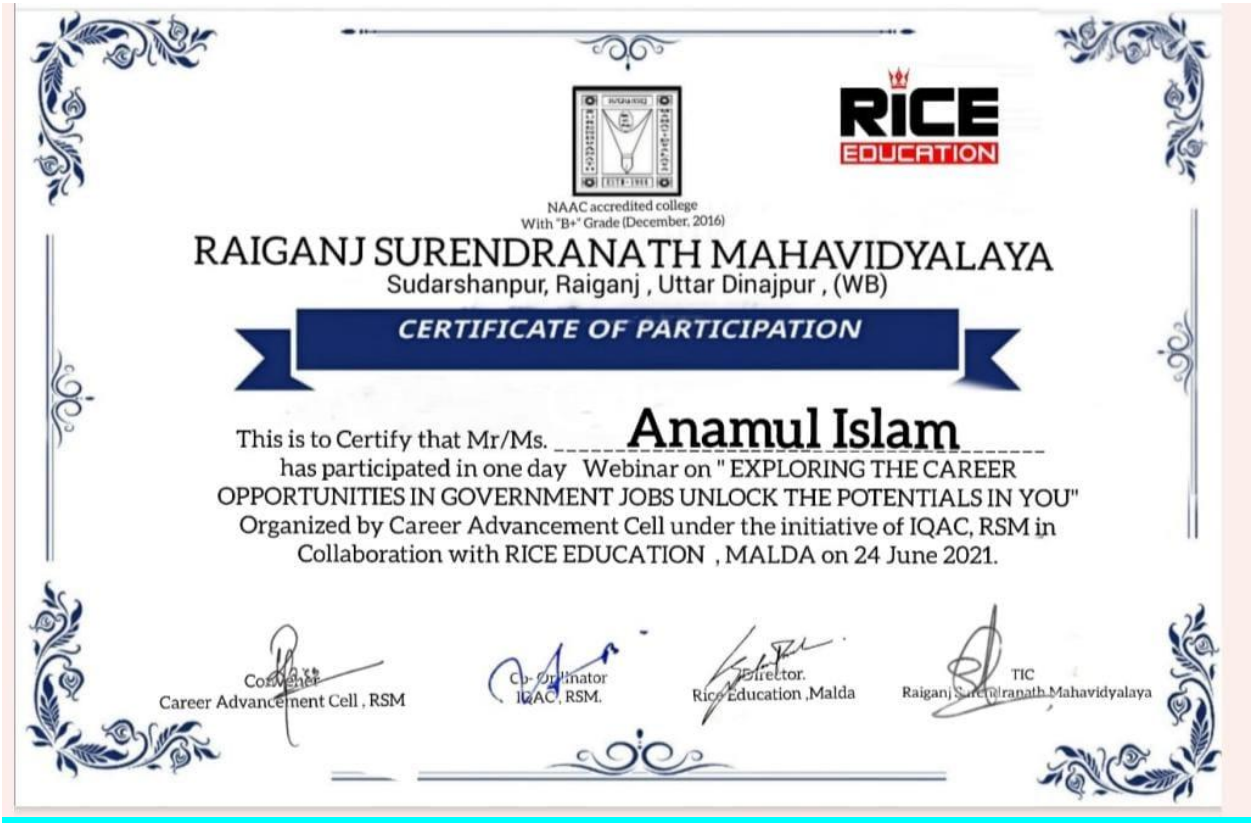 RICE
EDUCATION
ESTD-1968
NAAC accredited college
With "B+" Grade (December, 2016)
RAIGANJ SURENDRANATH MAHAVIDYALAYA
Sudarshanpur, Raiganj , Uttar Dinajpur , (WB)
CERTIFICATE OF PARTICIPATION
This is to Certify that Mr/Ms. Anamul Islam
has participated in one day Webinar on " EXPLORING THE CAREER
OPPORTUNITIES IN GOVERNMENT JOBS UNLOCK THE POTENTIALS IN YOU"
Organized by Career Advancement Cell under the initiative of IQAC, RSM in
Collaboration with RICE EDUCATION , MALDA on 24 June 2021.
Convener
Career Advancement Cell , RSM
Co- Ordinator
IQAC, RSM.
Director.
Rice Education ,Malda
TIC
Raiganj Surendranath Mahavidyalaya